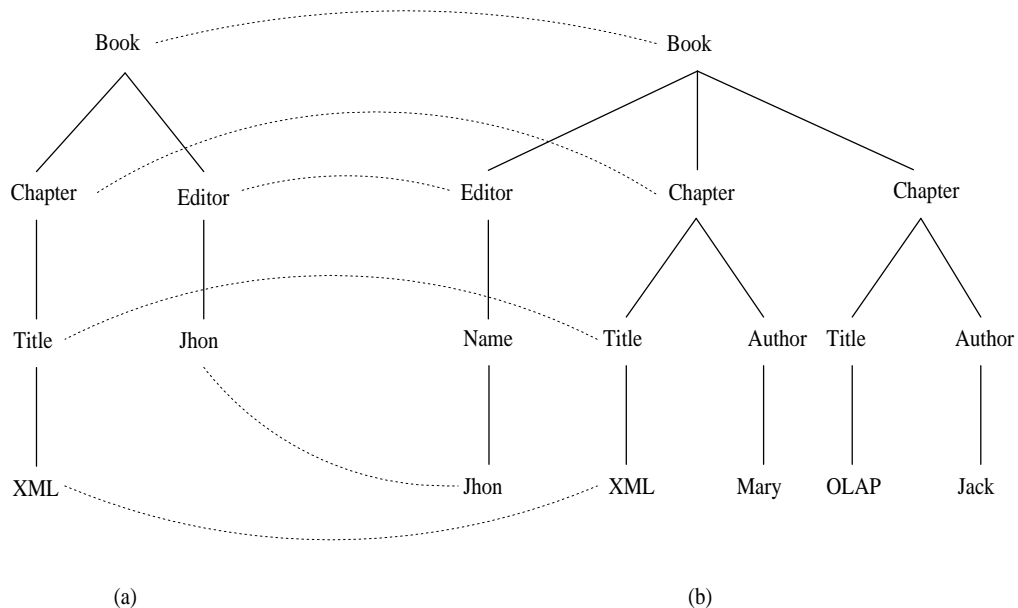 Book Book
Chapter Editor Editor Chapter Chapter
Title Jhon Name Title Author Title Author
XML Jhon XML Mary OLAP Jack
(a) (b)